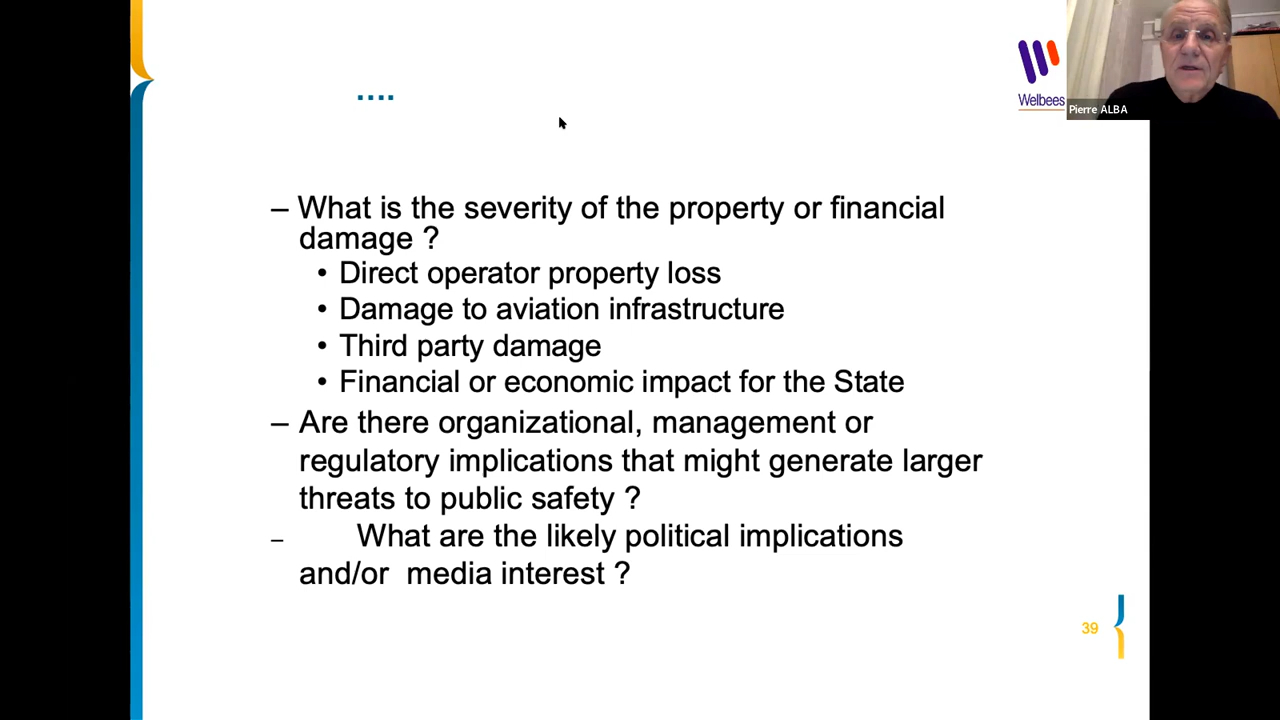 ....
Welbees
Pierre ALBA
– What is the severity of the property or financial
damage ?
• Direct operator property loss
• Damage to aviation infrastructure
• Third party damage
• Financial or economic impact for the State
– Are there organizational, management or
regulatory implications that might generate larger
threats to public safety ?
– What are the likely political implications
and/or media interest ?
39